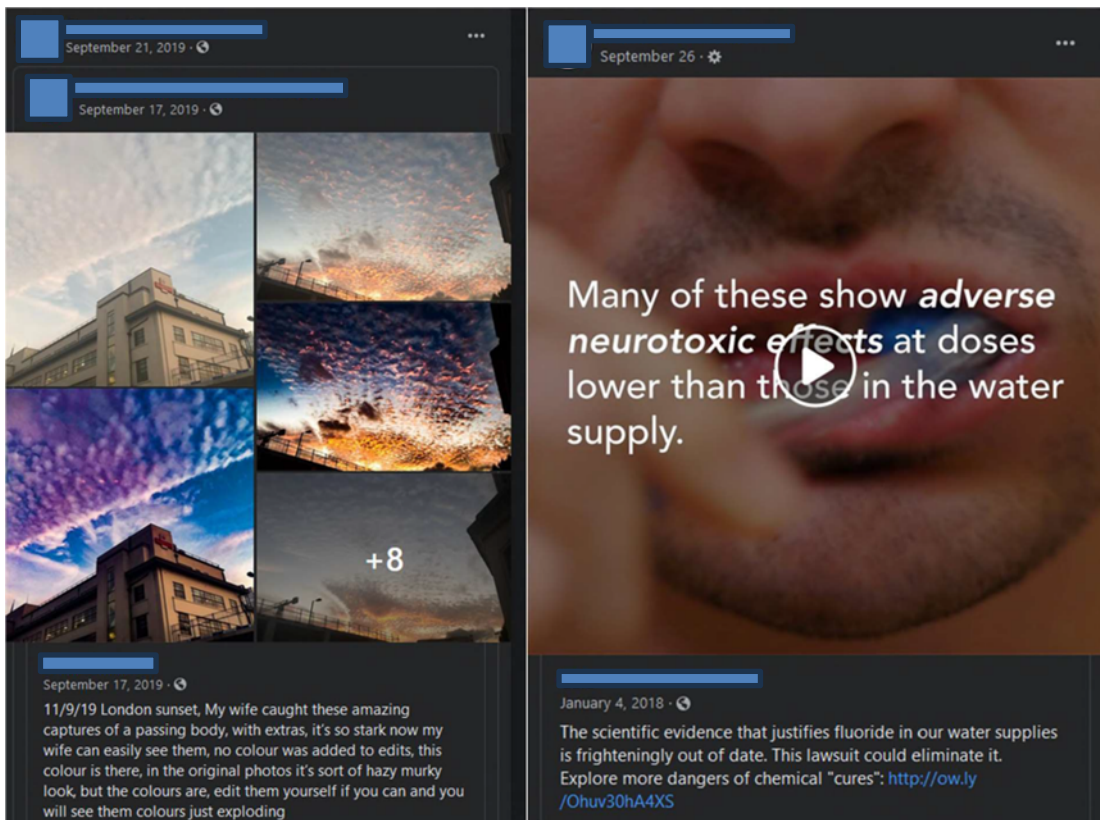 September 21, 2019
September 17, 2019
+8
September 17, 2019
11/9/19 London sunset, My wife caught these amazing
captures of a passing body, with extras, it's so stark now my
wife can easily see them, no colour was added to edits, this
colour is there, in the original photos it's sort of hazy murky
look, but the colours are, edit them yourself if you can and you
will see them colours just exploding
September 26
Many of these show adverse
neurotoxic effects at doses
lower than those in the water
supply.
January 4, 2018
The scientific evidence that justifies fluoride in our water supplies
is frighteningly out of date. This lawsuit could eliminate it.
Explore more dangers of chemical "cures": http://ow.ly
/Ohuv30hA4XS